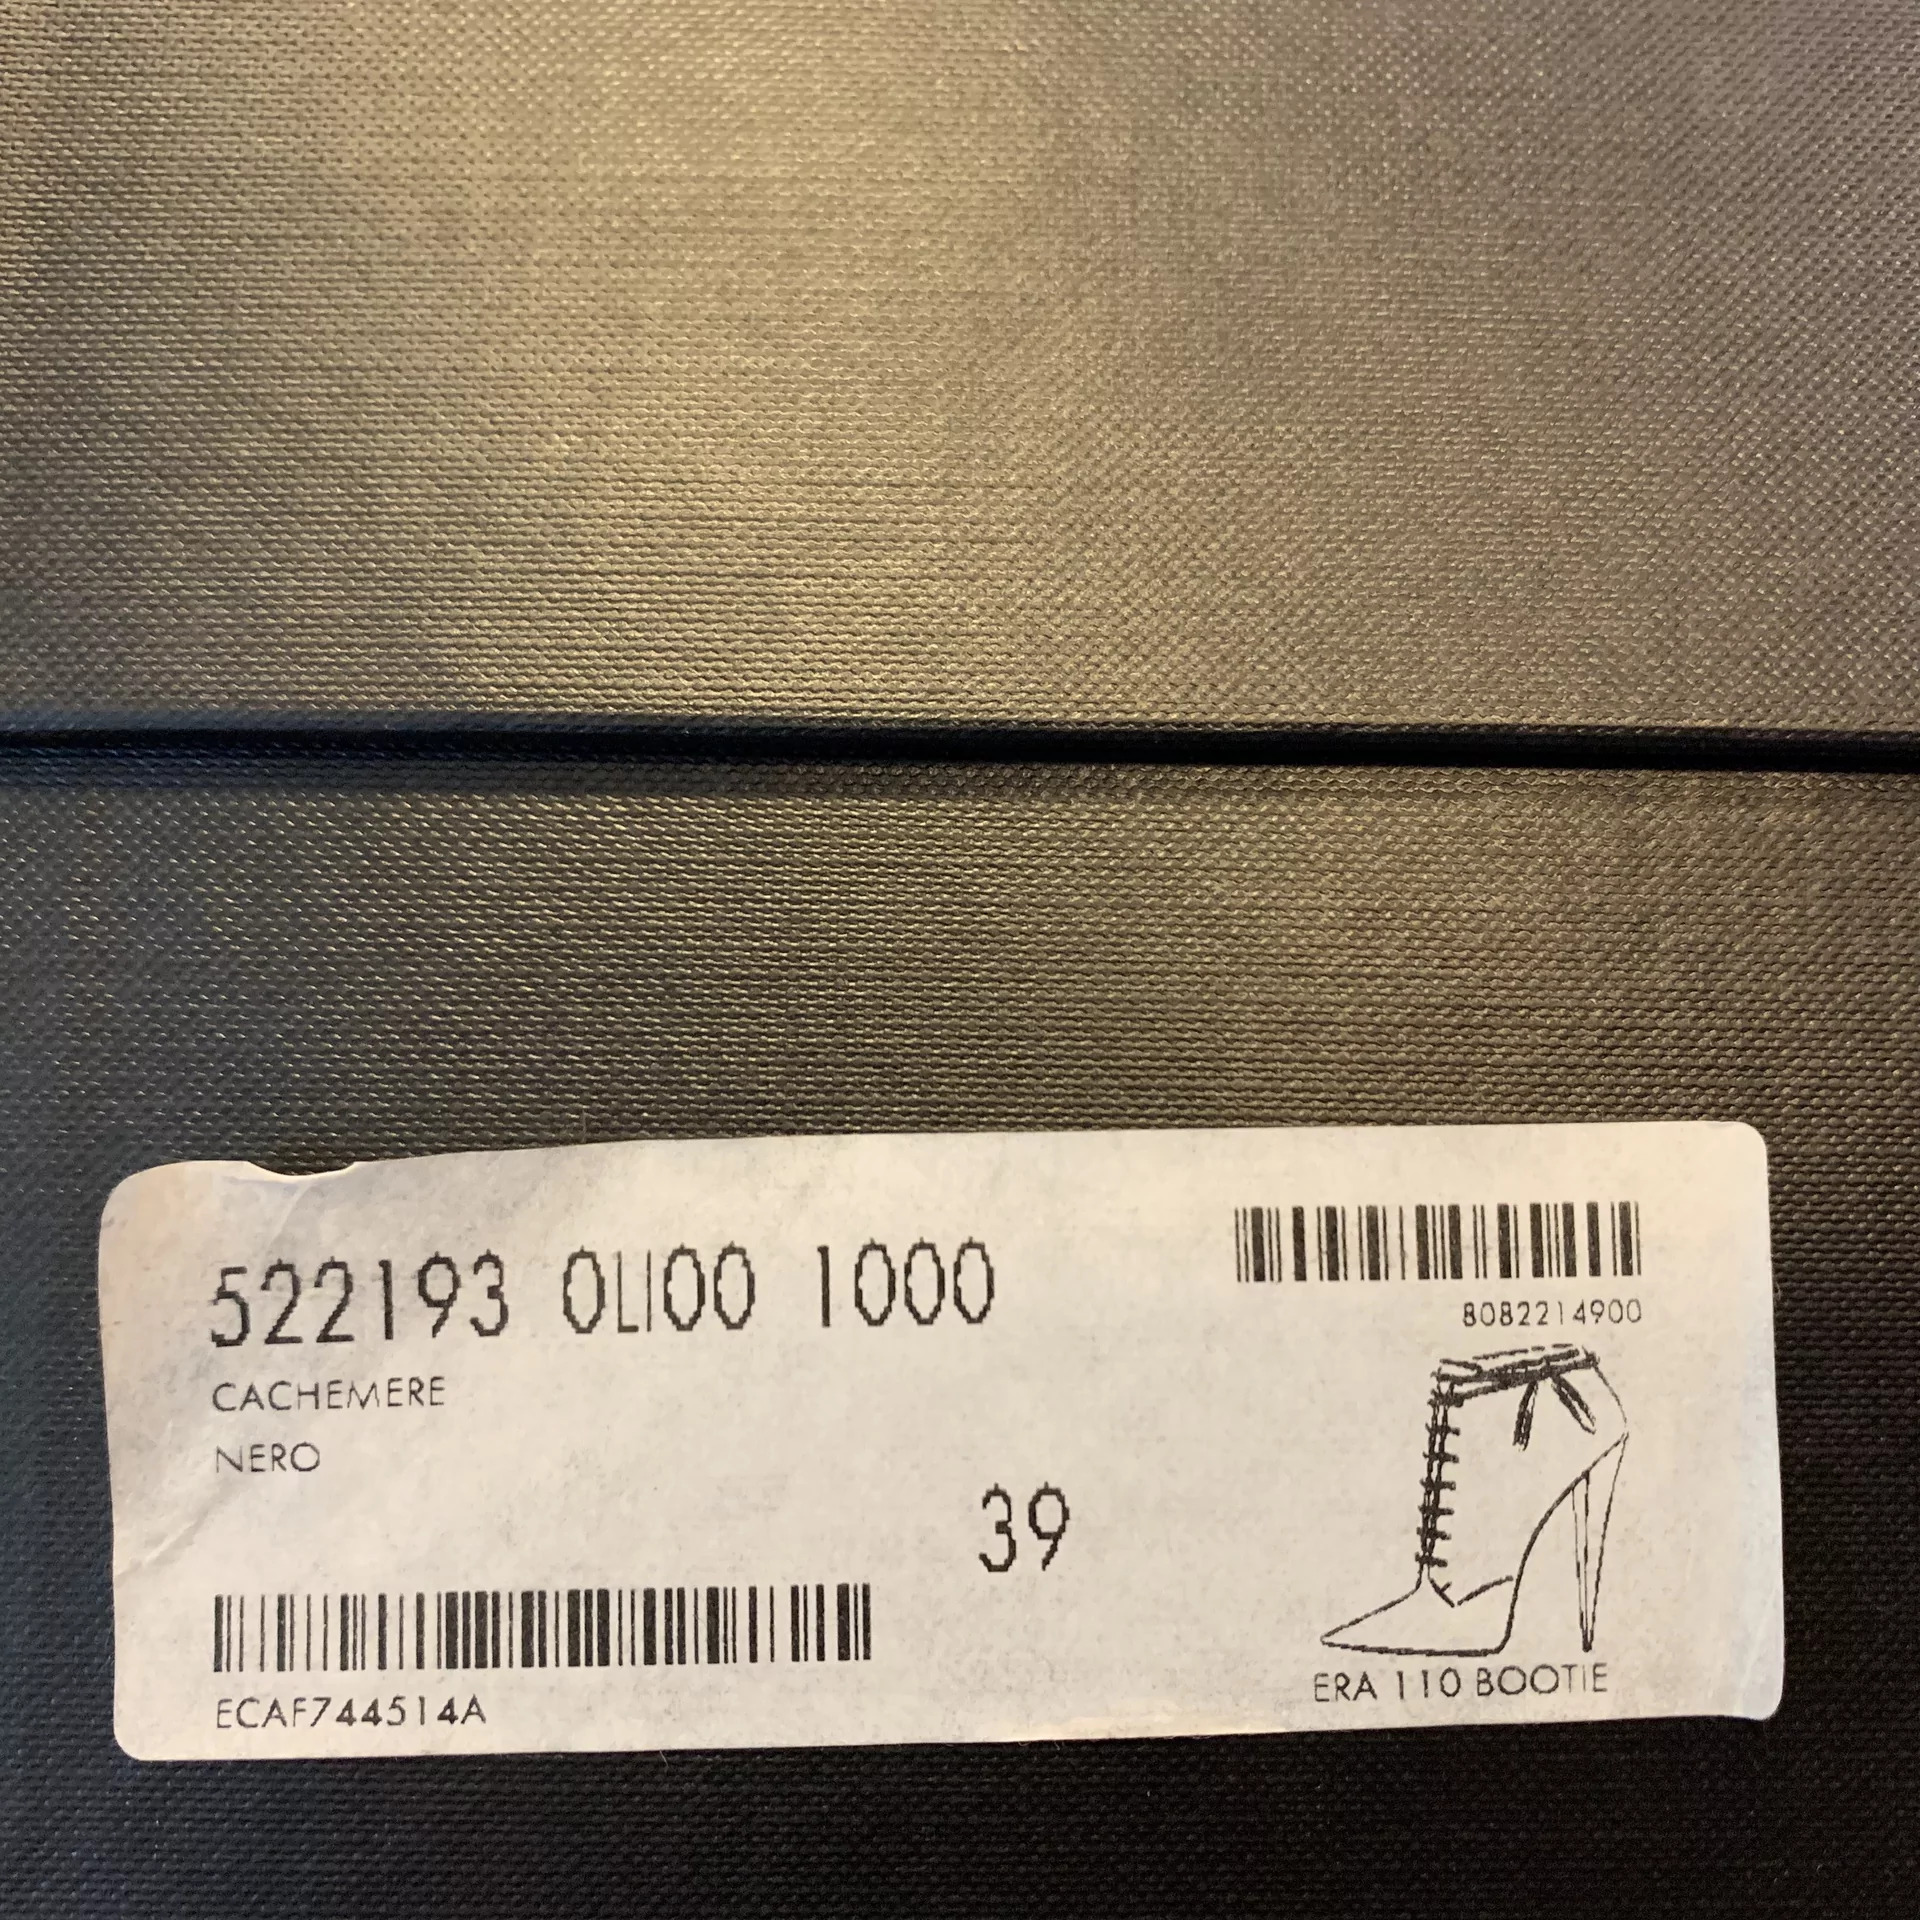 522193 0LI00 1000
8082214900
CACHEMERE
NERO
39
ECAF744514A
ERA 110 BOOTIE